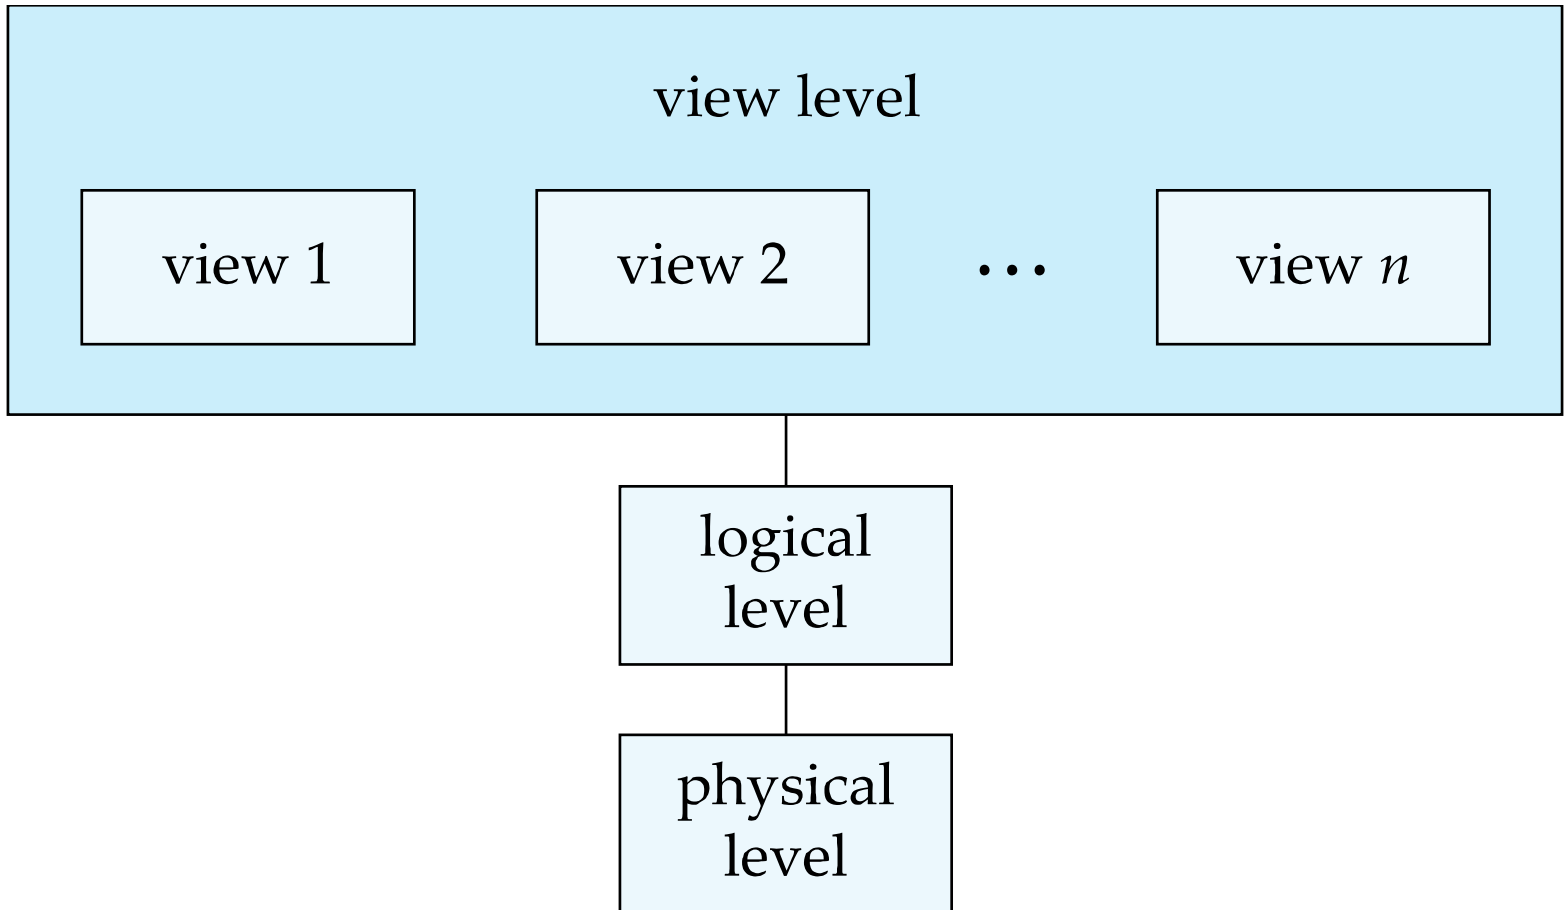 view level
view 1
view 2
...
view n
logical
level
physical
level